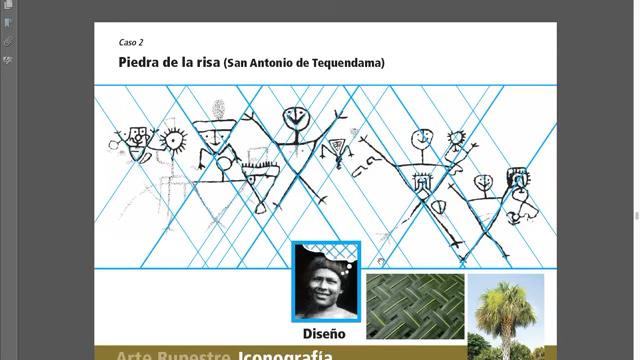 Caso 2
Piedra de la risa (San Antonio de Tequendama)
Diseño
Arte Rupestre Iconografía